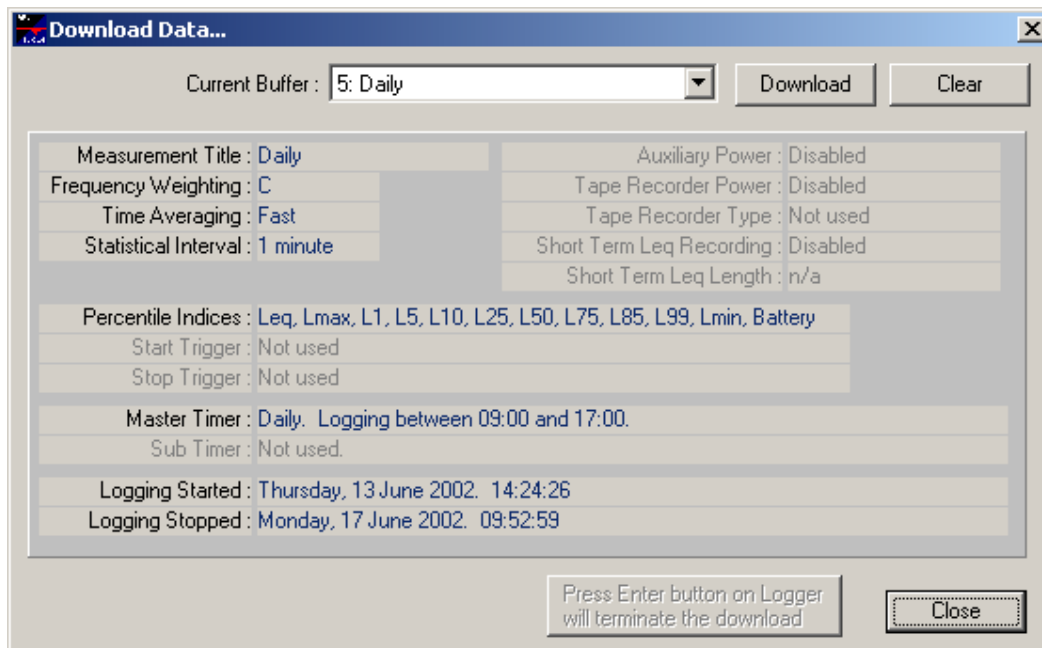 Download Data...
Current Buffer : 5: Daily Download Clear
Measurement Title : Daily
Frequency Weighting : C
Time Averaging : Fast
Statistical Interval : 1 minute
Auxiliary Power : Disabled
Tape Recorder Power : Disabled
Tape Recorder Type : Not used
Short Term Leq Recording : Disabled
Short Term Leq Length : n/a
Percentile Indices : Leq, Lmax, L1, L5, L10, L25, L50, L75, L85, L99, Lmin, Battery
Start Trigger : Not used
Stop Trigger : Not used
Master Timer : Daily. Logging between 09:00 and 17:00.
Sub Timer : Not used.
Logging Started : Thursday, 13 June 2002. 14:24:26
Logging Stopped : Monday, 17 June 2002. 09:52:59
Press Enter button on Logger
will terminate the download
Close